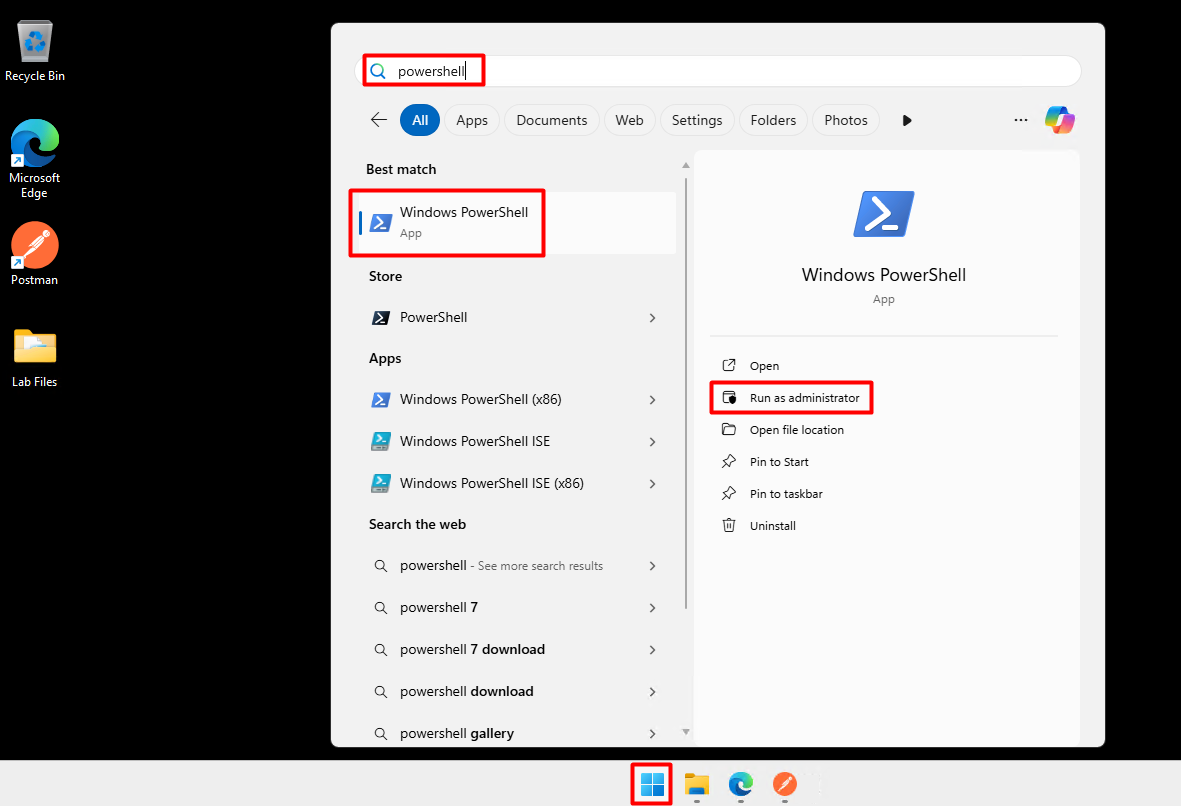 Recycle Bin
Microsoft
Edge
Postman
Lab Files
powershell
All
Apps
Documents
Web
Settings
Folders
Photos
Best match
Windows PowerShell
App
Store
PowerShell
Apps
Windows PowerShell (x86)
Windows PowerShell ISE
Windows PowerShell ISE (x86)
Search the web
powershell - See more search results
powershell 7
powershell 7 download
powershell download
powershell gallery
Windows PowerShell
App
Open
Run as administrator
Open file location
Pin to Start
Pin to taskbar
Uninstall